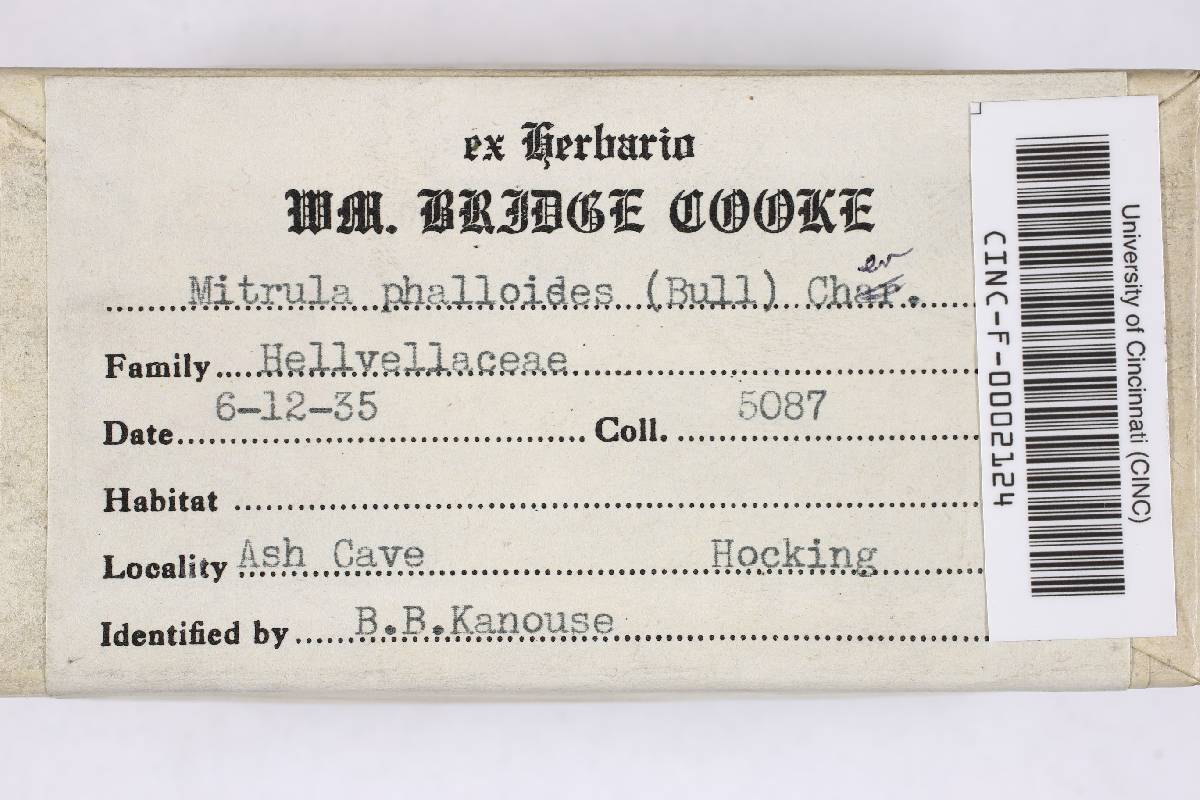 ex Herbario
WM. BRIDGE COOKE
Mitrula phalloides (Bull) Char. ev
Family Hellvellaceae
Date 6-12-35 Coll. 5087
Habitat
Locality Ash Cave Hocking
Identified by B.B.Kanouse
University of Cincinnati (CINC)
CINC-F-0002124